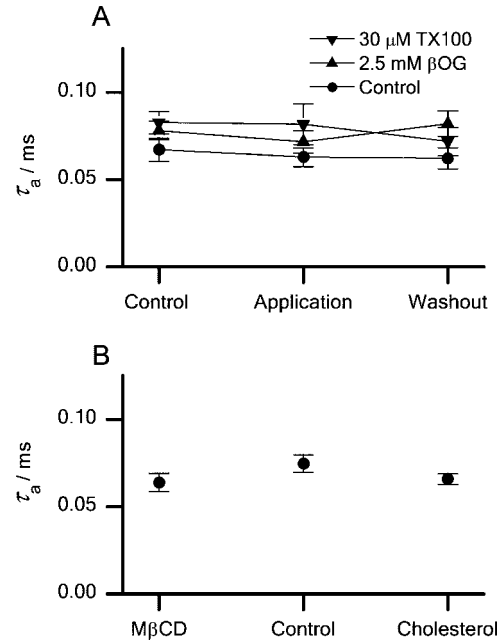 A
30 μM TX100
2.5 mM βOG
Control
0.10
0.05
0.00
τa / ms
Control Application Washout
B
0.10
0.05
0.00
τa / ms
MβCD Control Cholesterol